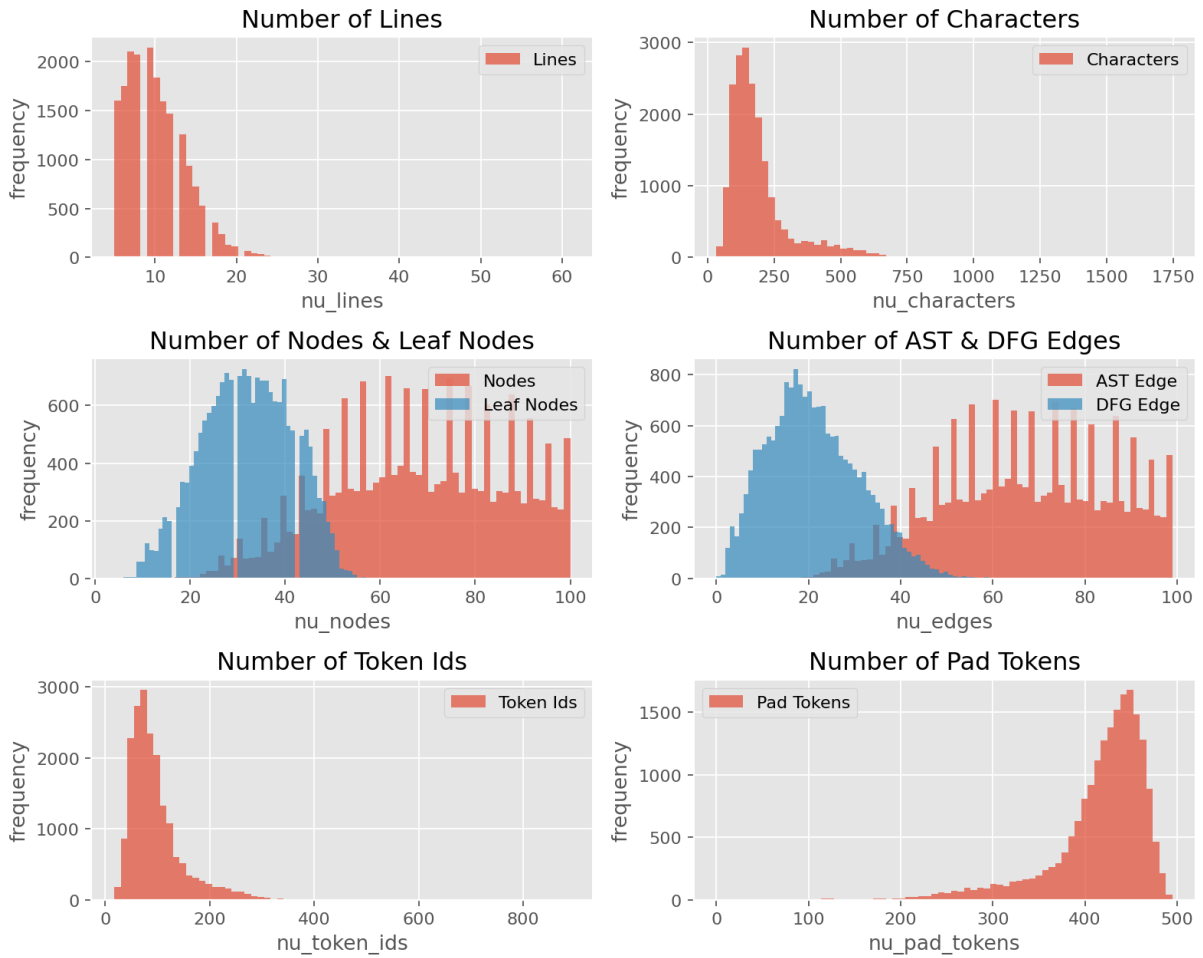 Number of Lines
2000
1500
1000
500
0
frequency
Lines
10
20
30
40
50
60
nu_lines
Number of Characters
3000
2000
1000
0
frequency
Characters
0
250
500
750
1000
1250
1500
1750
nu_characters
Number of Nodes & Leaf Nodes
600
400
200
0
frequency
Nodes
Leaf Nodes
0
20
40
60
80
100
nu_nodes
Number of AST & DFG Edges
800
600
400
200
0
frequency
AST Edge
DFG Edge
0
20
40
60
80
100
nu_edges
Number of Token Ids
3000
2000
1000
0
frequency
Token Ids
0
200
400
600
800
nu_token_ids
Number of Pad Tokens
1500
1000
500
0
frequency
Pad Tokens
0
100
200
300
400
500
nu_pad_tokens